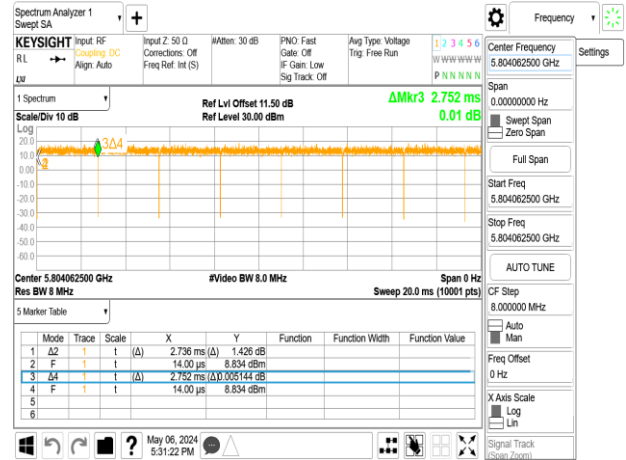 Spectrum Analyzer 1
Swept SA
Frequency
KEYSIGHT
Input: RF
Input Z: 50 Ω
#Atten: 30 dB
PNO: Fast
Avg Type: Voltage
1 2 3 4 5 6
RL
Coupling: DC
Corrections: Off
Gate: Off
Trig: Free Run
W W W W W W
Align: Auto
Freq Ref: Int (S)
IF Gain: Low
Sig Track: Off
P N N N N N
LXI
Center Frequency
5.804062500 GHz
Settings
1 Spectrum
Ref Lvl Offset 11.50 dB
ΔMkr3 2.752 ms
Scale/Div 10 dB
Ref Level 30.00 dBm
0.01 dB
Span
0.00000000 Hz
Swept Span
Zero Span
Log
20.0
3Δ4
10.0
2
0.00
-10.0
-20.0
-30.0
-40.0
-50.0
-60.0
Full Span
Start Freq
5.804062500 GHz
Stop Freq
5.804062500 GHz
AUTO TUNE
Center 5.804062500 GHz
#Video BW 8.0 MHz
Span 0 Hz
Res BW 8 MHz
Sweep 20.0 ms (10001 pts)
CF Step
8.000000 MHz
Auto
Man
5 Marker Table
Mode Trace Scale X Y Function Function Width Function Value
1 Δ2 1 t (Δ) 2.736 ms (Δ) 1.426 dB
2 F 1 t 14.00 µs 8.834 dBm
3 Δ4 1 t (Δ) 2.752 ms (Δ) 0.005144 dB
4 F 1 t 14.00 µs 8.834 dBm
5
6
Freq Offset
0 Hz
X Axis Scale
Log
Lin
Signal Track
(Span Zoom)
?
May 06, 2024
5:31:22 PM